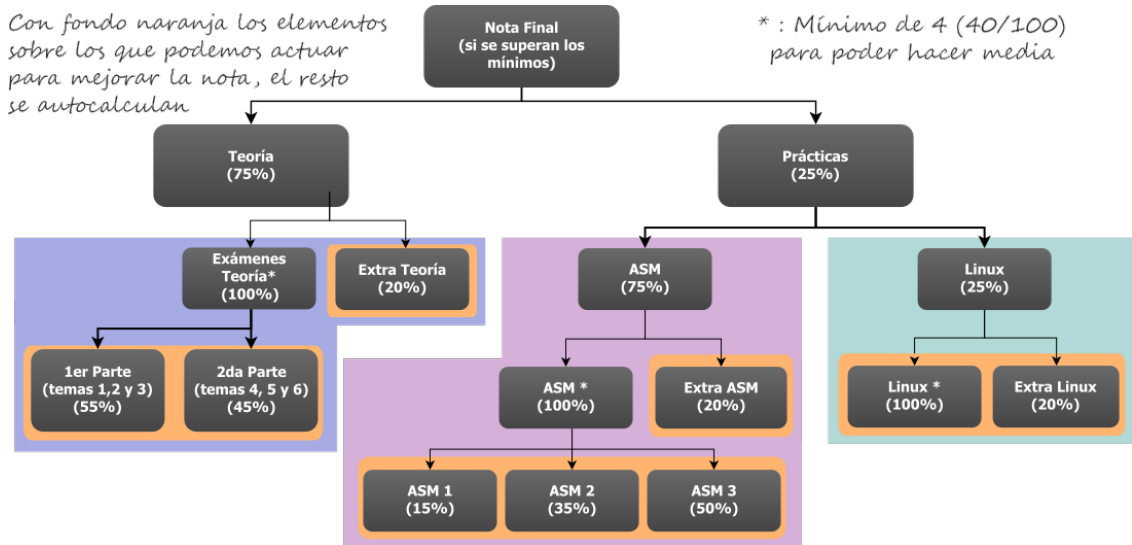 Con fondo naranja los elementos
sobre los que podemos actuar
para mejorar la nota, el resto
se autocalculan
Nota Final
(si se superan los
mínimos)
* : Mínimo de 4 (40/100)
para poder hacer media
Teoría
(75%)
Prácticas
(25%)
Exámenes
Teoría*
(100%)
Extra Teoría
(20%)
ASM
(75%)
Linux
(25%)
1er Parte
(temas 1,2 y 3)
(55%)
2da Parte
(temas 4, 5 y 6)
(45%)
ASM *
(100%)
Extra ASM
(20%)
Linux *
(100%)
Extra Linux
(20%)
ASM 1
(15%)
ASM 2
(35%)
ASM 3
(50%)